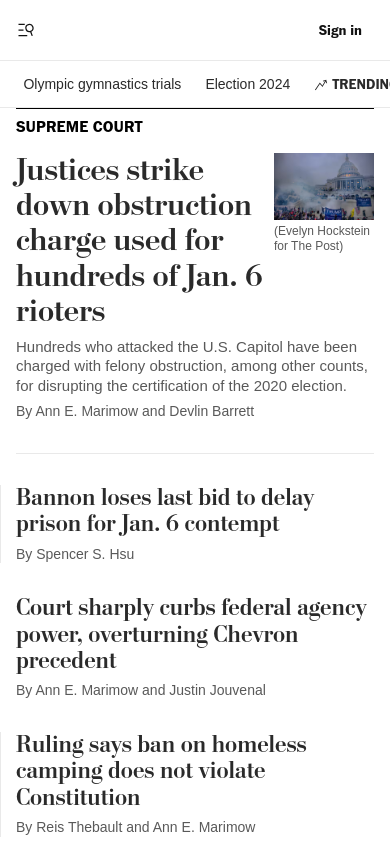 Sign in
Olympic gymnastics trials
Election 2024
TRENDING
SUPREME COURT
Justices strike
down obstruction
charge used for
hundreds of Jan. 6
rioters
(Evelyn Hockstein
for The Post)
Hundreds who attacked the U.S. Capitol have been
charged with felony obstruction, among other counts,
for disrupting the certification of the 2020 election.
By Ann E. Marimow and Devlin Barrett
Bannon loses last bid to delay
prison for Jan. 6 contempt
By Spencer S. Hsu
Court sharply curbs federal agency
power, overturning Chevron
precedent
By Ann E. Marimow and Justin Jouvenal
Ruling says ban on homeless
camping does not violate
Constitution
By Reis Thebault and Ann E. Marimow